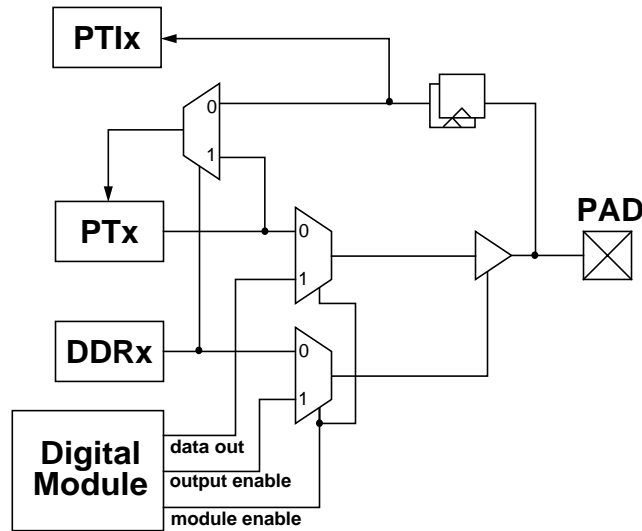 PTIx
0
1
PTx
PAD
0
1
DDRx
0
1
Digital
Module
data out
output enable
module enable